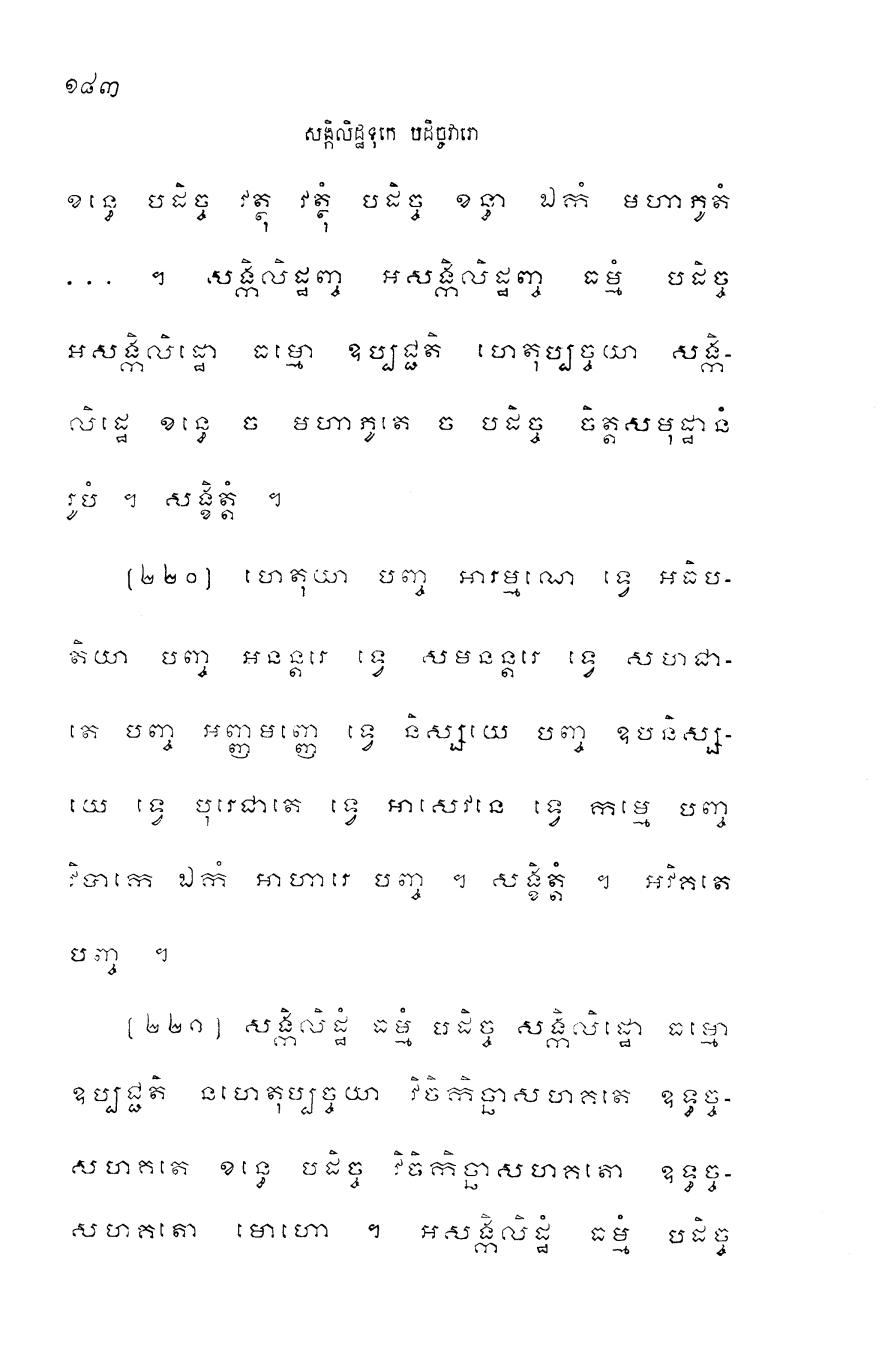 ១៨៣
សង្កិលិដ្ឋទុកេ បដិច្ចវារោ
ខន្ធេ បដិច្ច វត្ថុ វត្ថុំ បដិច្ច ខន្ធា ឯកំ មហាភូតំ
... ។ សង្កិលិដ្ឋញ្ច អសង្កិលិដ្ឋញ្ច ធម្មំ បដិច្ច
អសង្កិលិដ្ឋោ ធម្មោ ឧប្បជ្ជតិ ហេតុប្បច្ចយា សង្កិ-
លិដ្ឋេ ខន្ធេ ច មហាភូតេ ច បដិច្ច ចិត្តសមុដ្ឋានំ
រូបំ ។ សង្ខិត្តំ ។
(២២០) ហេតុយា បញ្ច អារម្មណេ ទ្វេ អធិប-
តិយា បញ្ច អនន្តរេ ទ្វេ សមនន្តរេ ទ្វេ សហជា-
តេ បញ្ច អញ្ញមញ្ញេ ទ្វេ និស្សយេ បញ្ច ឧបនិស្ស-
យេ ទ្វេ បុរេជាតេ ទ្វេ អាសេវនេ ទ្វេ កម្មេ បញ្ច
វិបាកេ ឯកំ អាហារេ បញ្ច ។ សង្ខិត្តំ ។ អវិគតេ
បញ្ច ។
(២២១) សង្កិលិដ្ឋំ ធម្មំ បដិច្ច សង្កិលិដ្ឋោ ធម្មោ
ឧប្បជ្ជតិ នហេតុប្បច្ចយា វិចិកិច្ឆាសហគតេ ឧទ្ធច្ច-
សហគតេ ខន្ធេ បដិច្ច វិចិកិច្ឆាសហគតោ ឧទ្ធច្ច-
សហគតោ មោហោ ។ អសង្កិលិដ្ឋំ ធម្មំ បដិច្ច